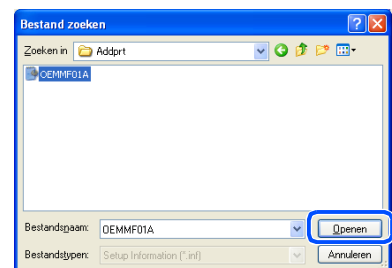 Bestand zoeken
Zoeken in Addprt
OEMMF01A
Bestandsnaam: OEMMF01A Openen
Bestandstypen: Setup Information (*.inf) Annuleren